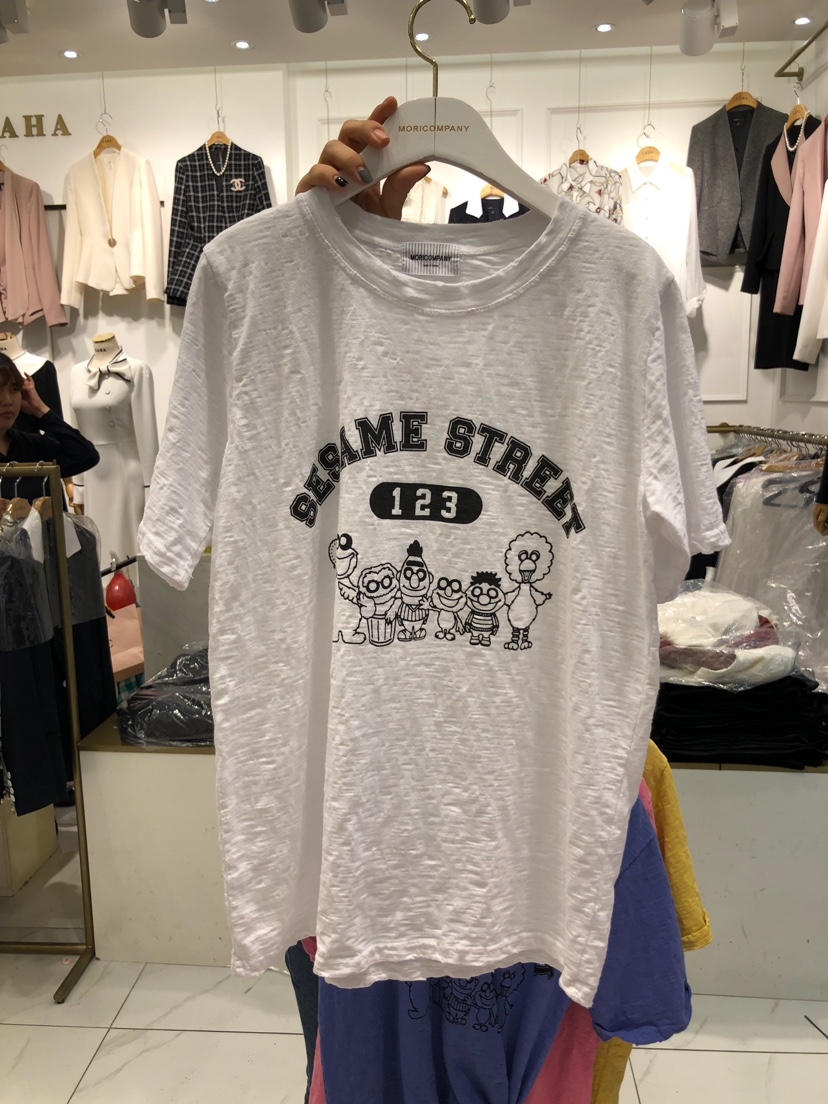 AHA
MORICOMPANY
MORICOMPANY
SESAME STREET
123